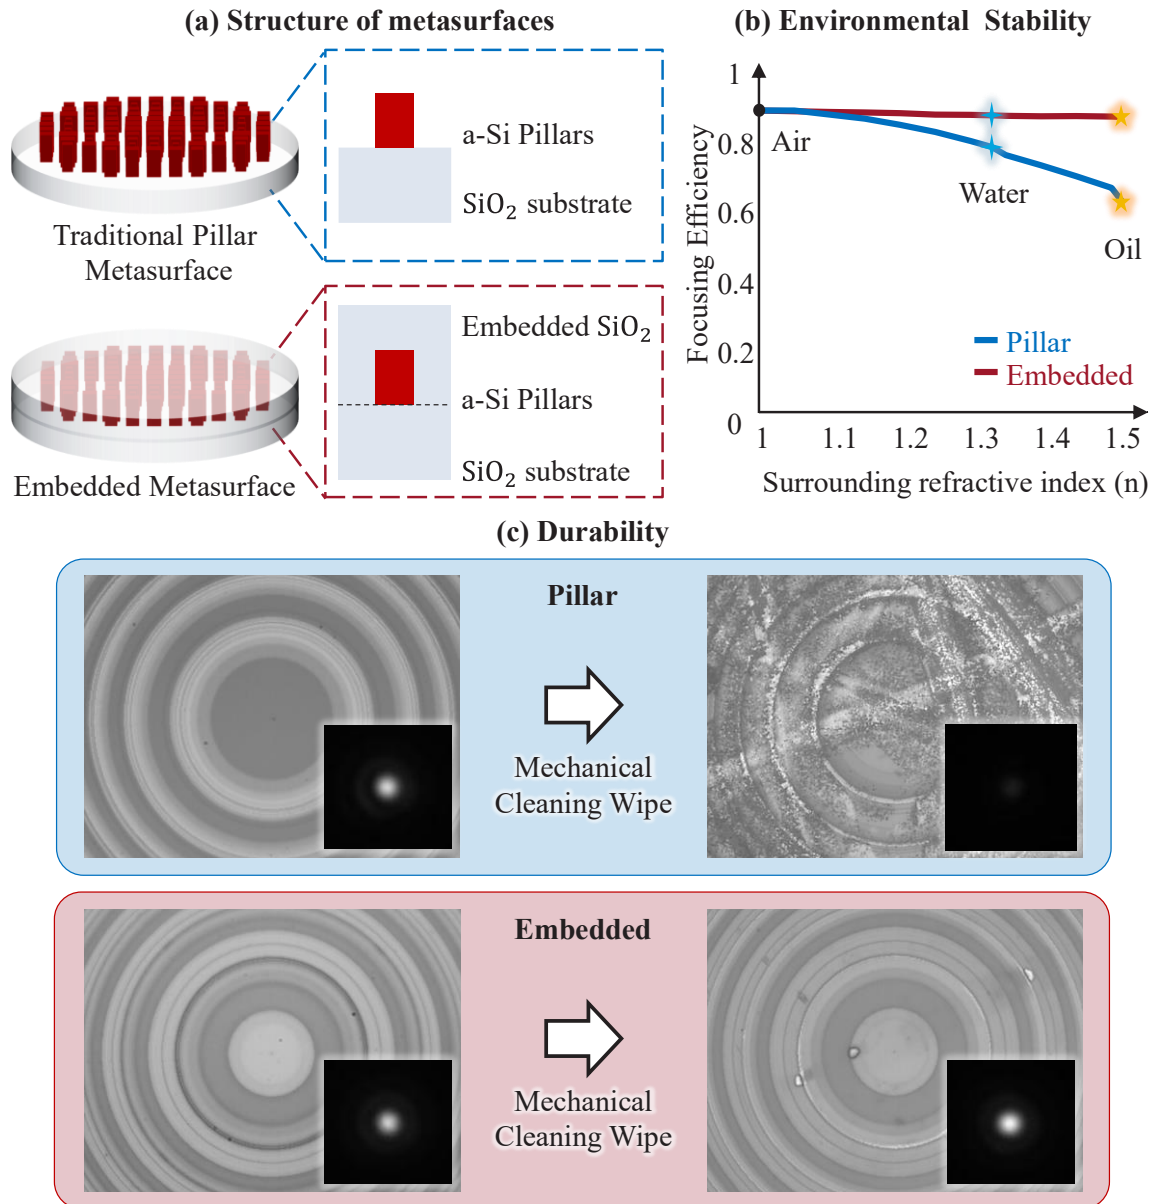 (a) Structure of metasurfaces
a-Si Pillars
SiO₂ substrate
Traditional Pillar
Metasurface
Embedded SiO₂
a-Si Pillars
SiO₂ substrate
Embedded Metasurface
(b) Environmental Stability
Focusing Efficiency
1
0.8
0.6
0.4
0.2
0
Air
Water
Oil
Pillar
Embedded
1
1.1
1.2
1.3
1.4
1.5
Surrounding refractive index (n)
(c) Durability
Pillar
Mechanical
Cleaning Wipe
Embedded
Mechanical
Cleaning Wipe